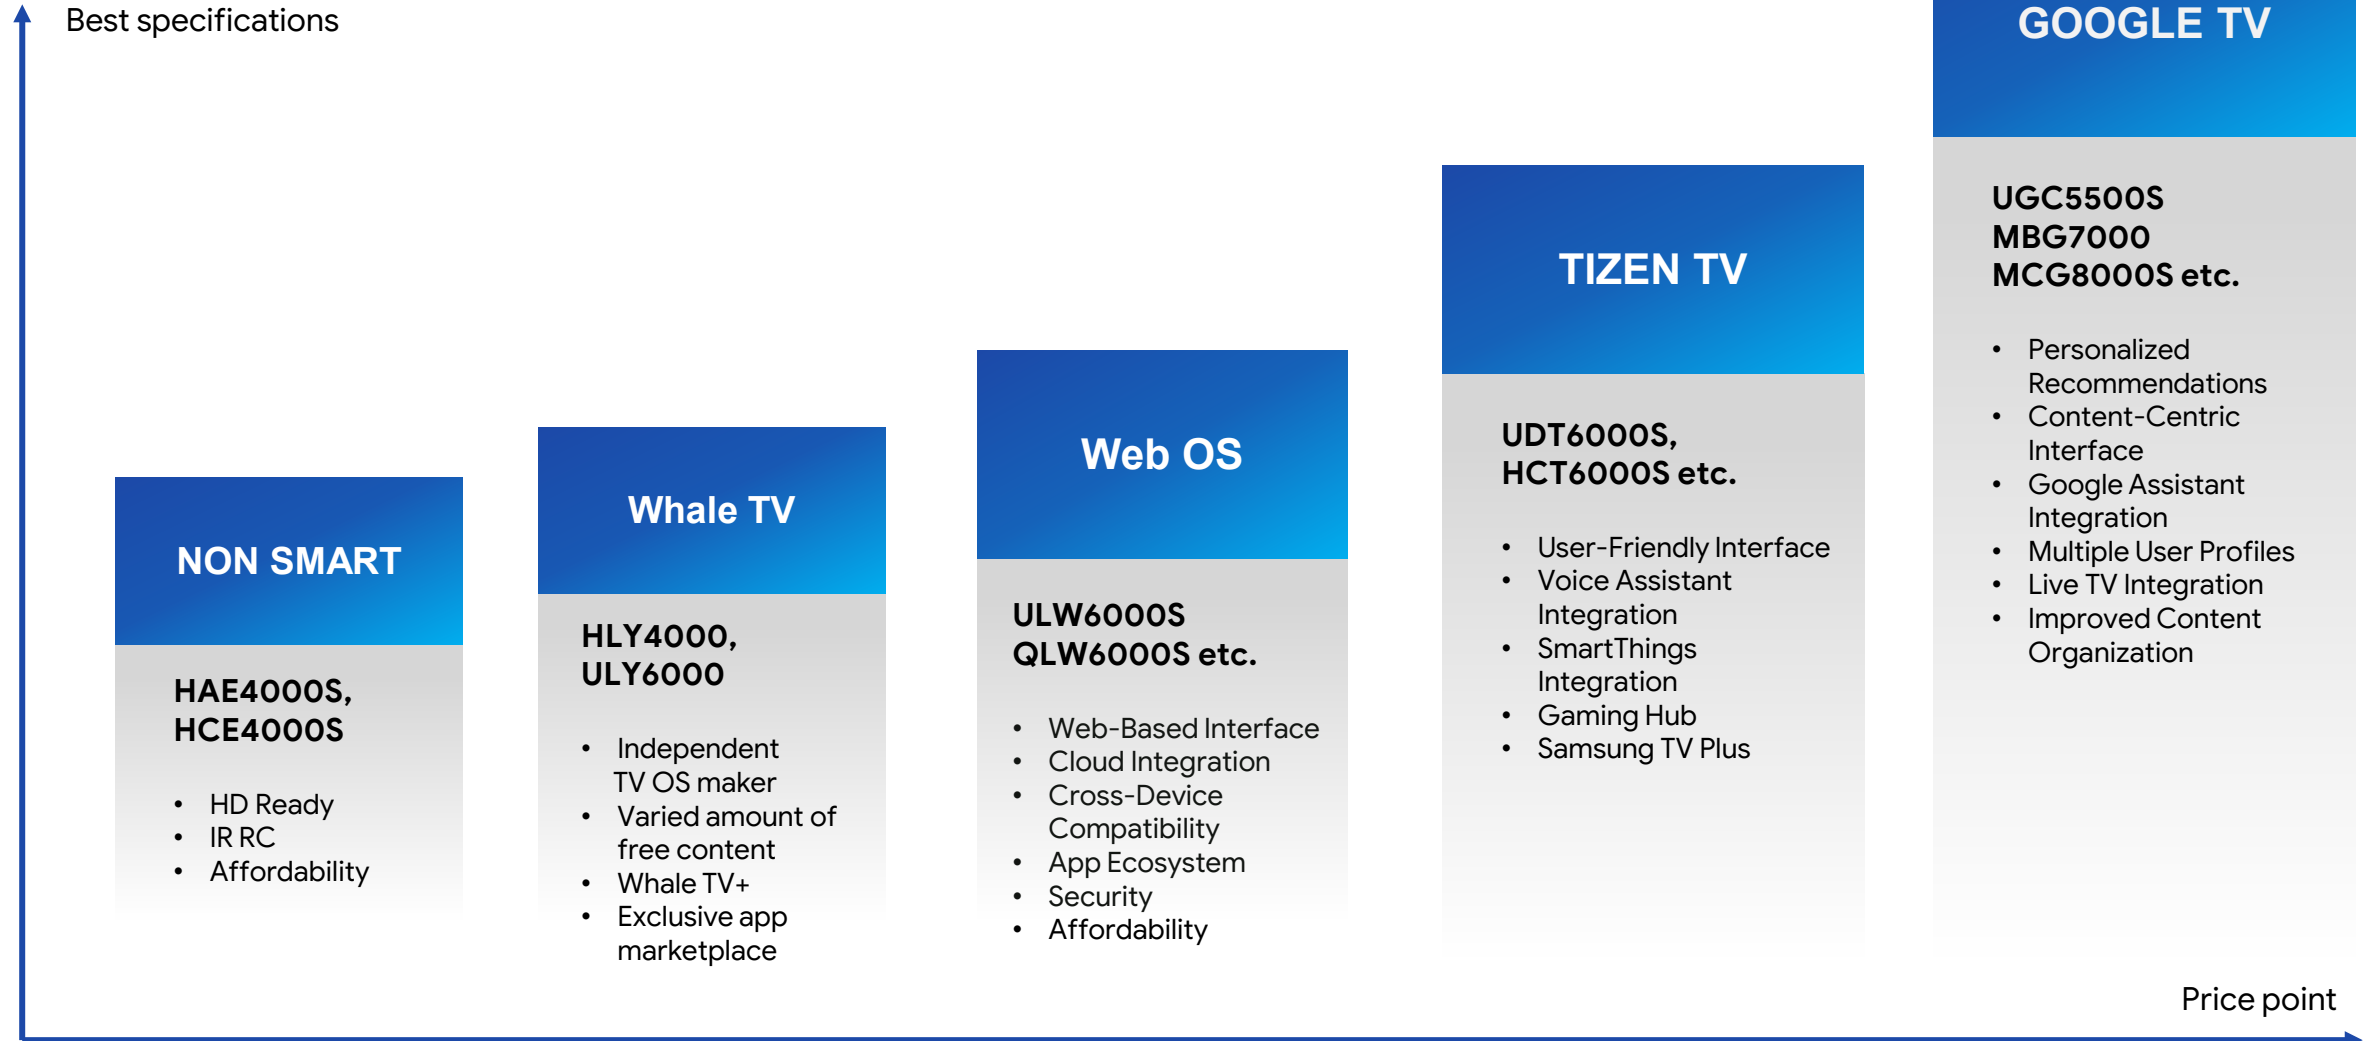 Best specifications
NON SMART
HAE4000S,
HCE4000S
• HD Ready
• IR RC
• Affordability
Whale TV
HLY4000,
ULY6000
• Independent
TV OS maker
• Varied amount of
free content
• Whale TV+
• Exclusive app
marketplace
Web OS
ULW6000S
QLW6000S etc.
• Web-Based Interface
• Cloud Integration
• Cross-Device
Compatibility
• App Ecosystem
• Security
• Affordability
TIZEN TV
UDT6000S,
HCT6000S etc.
• User-Friendly Interface
• Voice Assistant
Integration
• SmartThings
Integration
• Gaming Hub
• Samsung TV Plus
GOOGLE TV
UGC5500S
MBG7000
MCG8000S etc.
• Personalized
Recommendations
• Content-Centric
Interface
• Google Assistant
Integration
• Multiple User Profiles
• Live TV Integration
• Improved Content
Organization
Price point